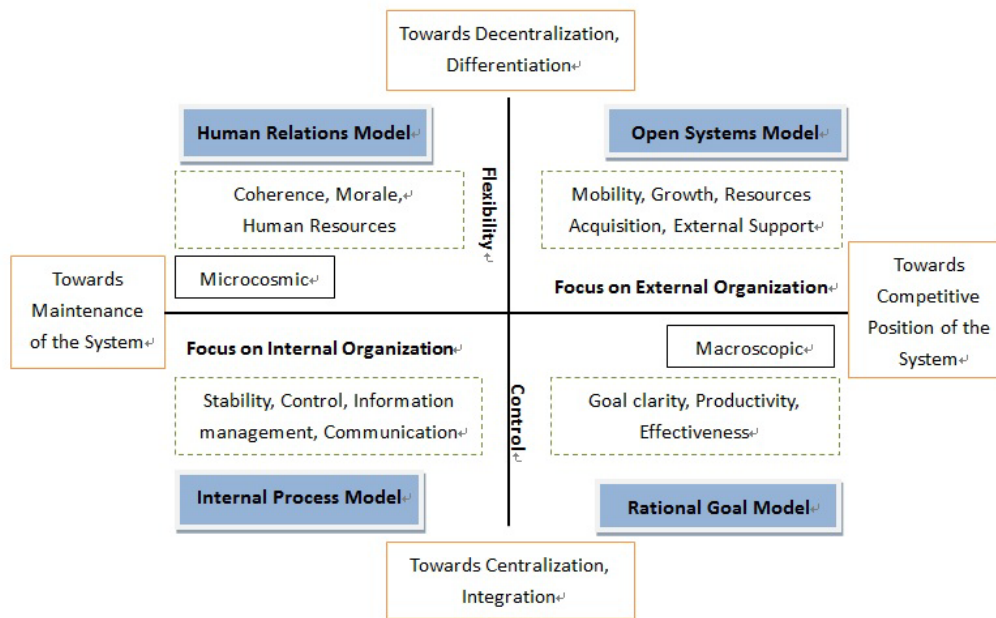 Towards Decentralization,
Differentiation↵
Human Relations Model↵
Open Systems Model↵
Flexibility↵
Coherence, Morale,↵
Human Resources
Mobility, Growth, Resources
Acquisition, External Support↵
Towards
Maintenance
of the System↵
Microcosmic↵
Focus on External Organization↵
Towards
Competitive
Position of the
System↵
Focus on Internal Organization↵
Macroscopic↵
Control↵
Stability, Control, Information
management, Communication↵
Goal clarity, Productivity,
Effectiveness↵
Internal Process Model↵
Rational Goal Model↵
Towards Centralization,
Integration↵